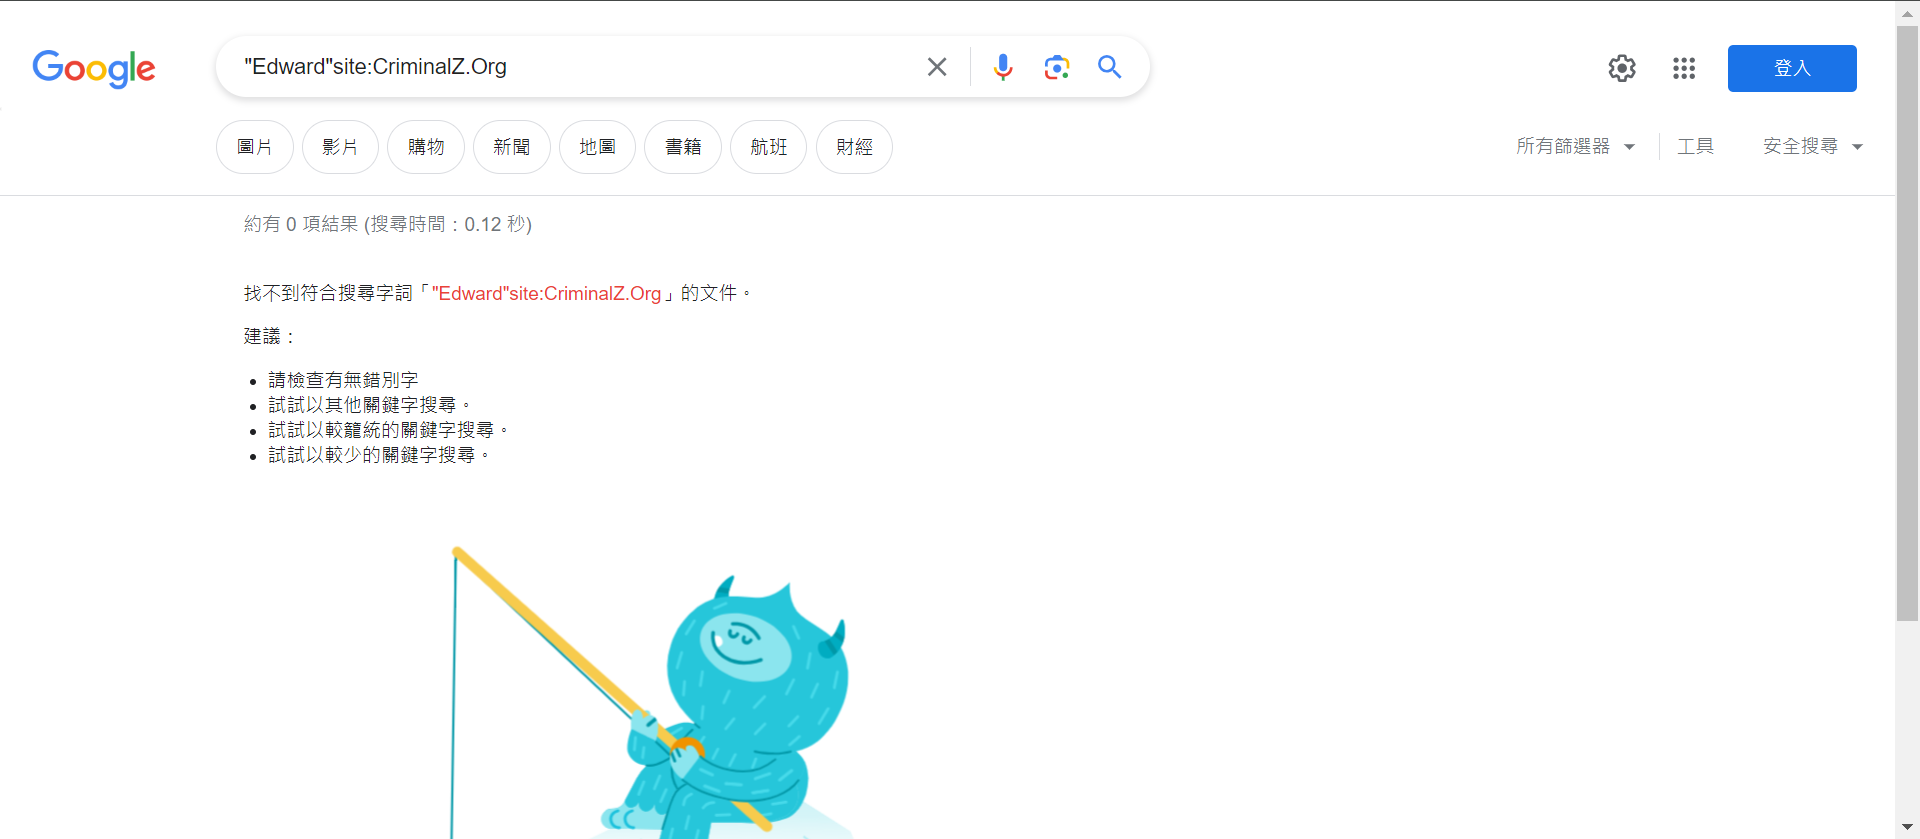 Google
"Edward"site:CriminalZ.Org
登入
圖片 影片 購物 新聞 地圖 書籍 航班 財經
所有篩選器 工具 安全搜尋
約有 0 項結果 (搜尋時間：0.12 秒)
找不到符合搜尋字詞「"Edward"site:CriminalZ.Org」的文件。
建議：
請檢查有無錯別字
試試以其他關鍵字搜尋。
試試以較籠統的關鍵字搜尋。
試試以較少的關鍵字搜尋。